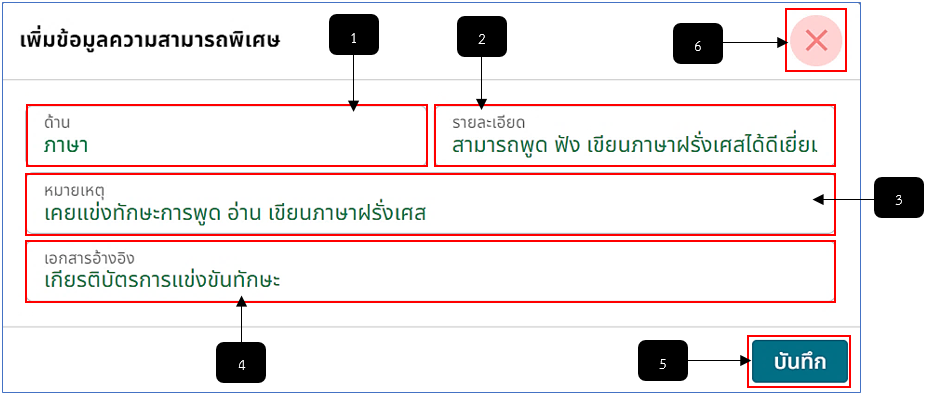 เพิ่มข้อมูลความสามารถพิเศษ
1
2
6
ด้าน
ภาษา
รายละเอียด
สามารถพูด ฟัง เขียนภาษาฝรั่งเศสได้ดีเยี่ยม
หมายเหตุ
เคยแข่งทักษะการพูด อ่าน เขียนภาษาฝรั่งเศส
3
เอกสารอ้างอิง
เกียรติบัตรการแข่งขันทักษะ
4
5
บันทึก